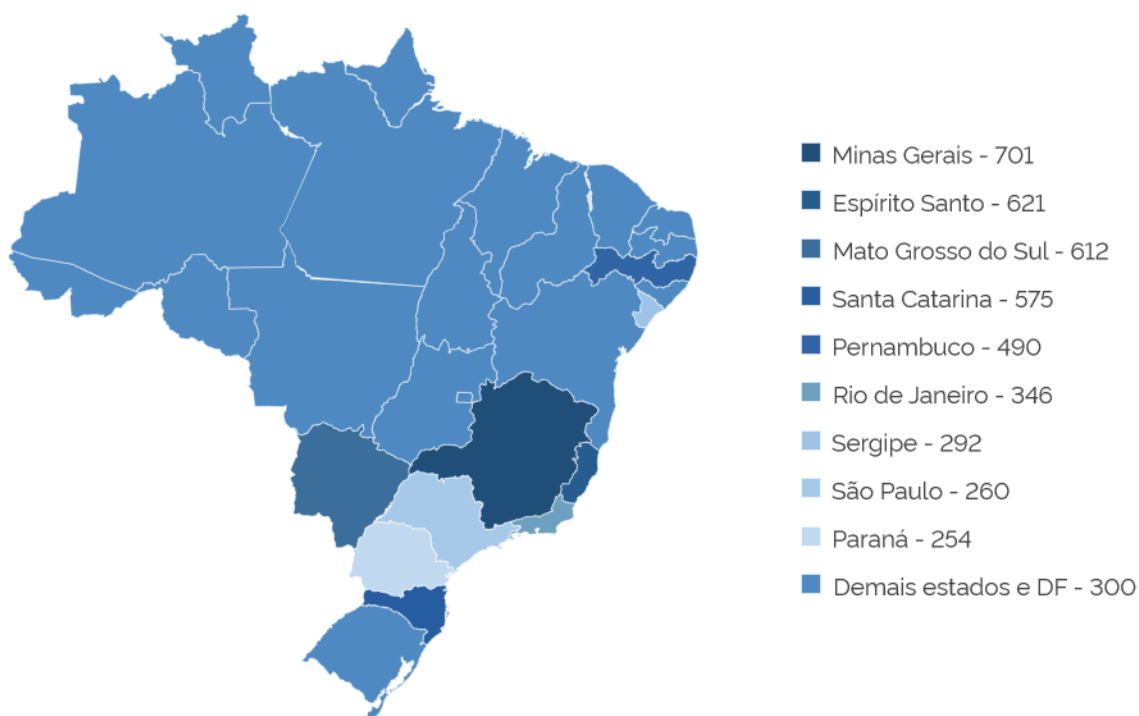 Minas Gerais - 701
Espírito Santo - 621
Mato Grosso do Sul - 612
Santa Catarina - 575
Pernambuco - 490
Rio de Janeiro - 346
Sergipe - 292
São Paulo - 260
Paraná - 254
Demais estados e DF - 300